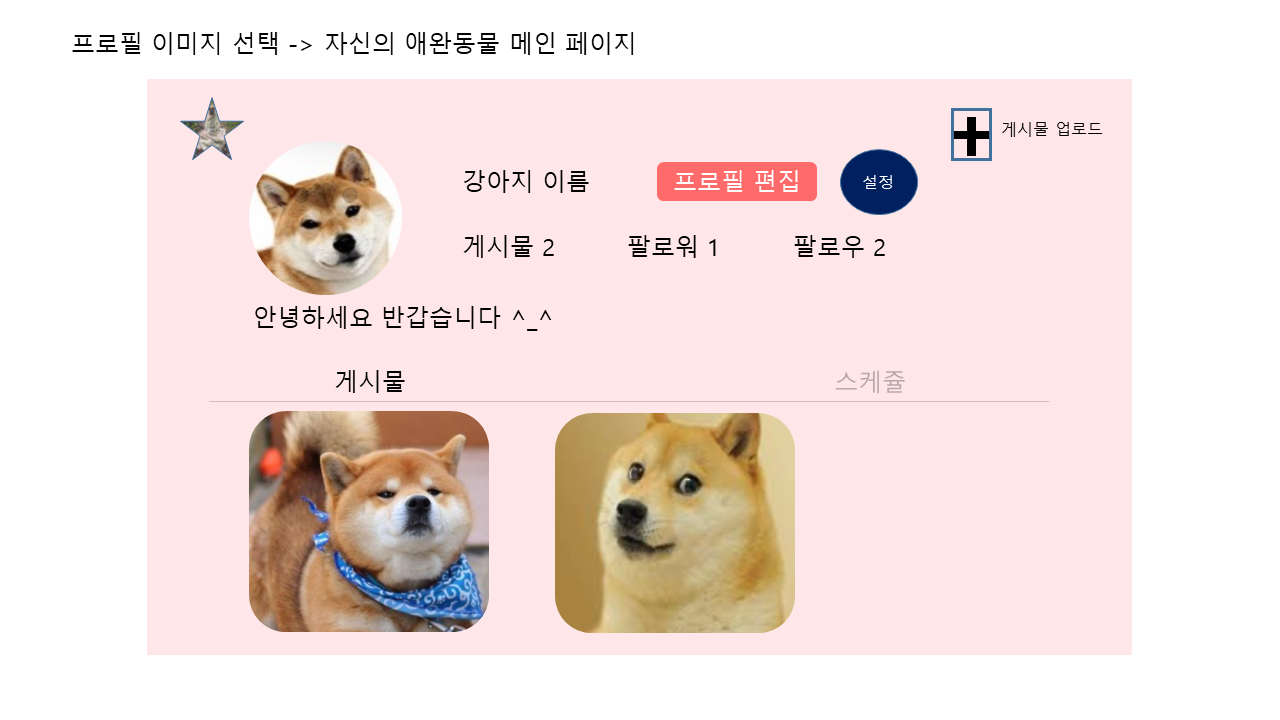 프로필 이미지 선택 -> 자신의 애완동물 메인 페이지
게시물 업로드
강아지 이름 프로필 편집 설정
게시물 2 팔로워 1 팔로우 2
안녕하세요 반갑습니다 ^_^
게시물 스케쥴